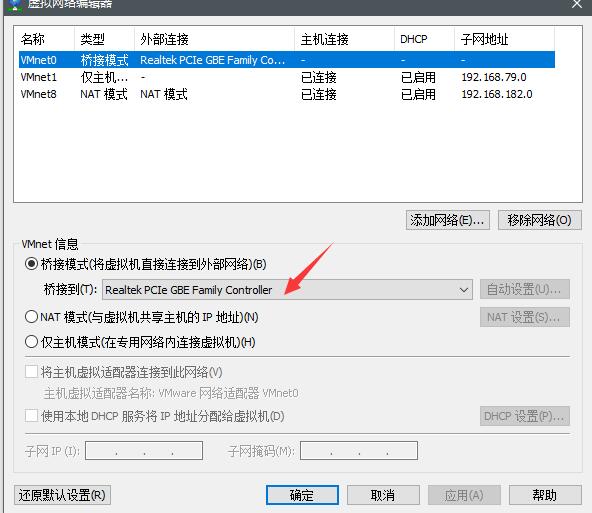 虚拟网络编辑器
名称 类型 外部连接 主机连接 DHCP 子网地址
VMnet0 桥接模式 Realtek PCIe GBE Family Co... - - -
VMnet1 仅主机... - 已连接 已启用 192.168.79.0
VMnet8 NAT 模式 NAT 模式 已连接 已启用 192.168.182.0
添加网络(E)... 移除网络(O)
VMnet 信息
桥接模式(将虚拟机直接连接到外部网络)(B)
桥接到(T): Realtek PCIe GBE Family Controller 自动设置(U)...
NAT 模式(与虚拟机共享主机的 IP 地址)(N) NAT 设置(S)...
仅主机模式(在专用网络内连接虚拟机)(H)
将主机虚拟适配器连接到此网络(V)
主机虚拟适配器名称: VMware 网络适配器 VMnet0
使用本地 DHCP 服务将 IP 地址分配给虚拟机(D) DHCP 设置(P)...
子网 IP (I): . . . 子网掩码(M): . . .
还原默认设置(R) 确定 取消 应用(A) 帮助